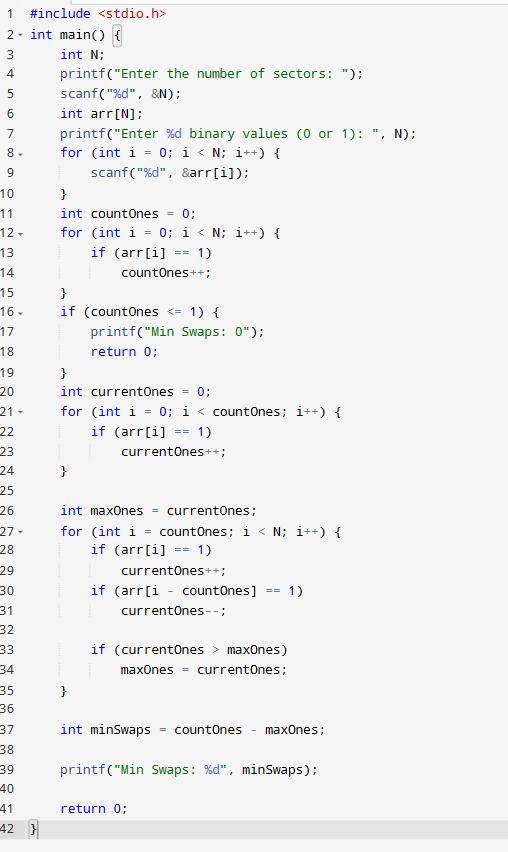 1 #include <stdio.h>
2 int main() {
3     int N;
4     printf("Enter the number of sectors: ");
5     scanf("%d", &N);
6     int arr[N];
7     printf("Enter %d binary values (0 or 1): ", N);
8     for (int i = 0; i < N; i++) {
9         scanf("%d", &arr[i]);
10     }
11     int countOnes = 0;
12     for (int i = 0; i < N; i++) {
13         if (arr[i] == 1)
14             countOnes++;
15     }
16     if (countOnes <= 1) {
17         printf("Min Swaps: 0");
18         return 0;
19     }
20     int currentOnes = 0;
21     for (int i = 0; i < countOnes; i++) {
22         if (arr[i] == 1)
23             currentOnes++;
24     }
25
26     int maxOnes = currentOnes;
27     for (int i = countOnes; i < N; i++) {
28         if (arr[i] == 1)
29             currentOnes++;
30         if (arr[i - countOnes] == 1)
31             currentOnes--;
32
33         if (currentOnes > maxOnes)
34             maxOnes = currentOnes;
35     }
36
37     int minSwaps = countOnes - maxOnes;
38
39     printf("Min Swaps: %d", minSwaps);
40
41     return 0;
42 }